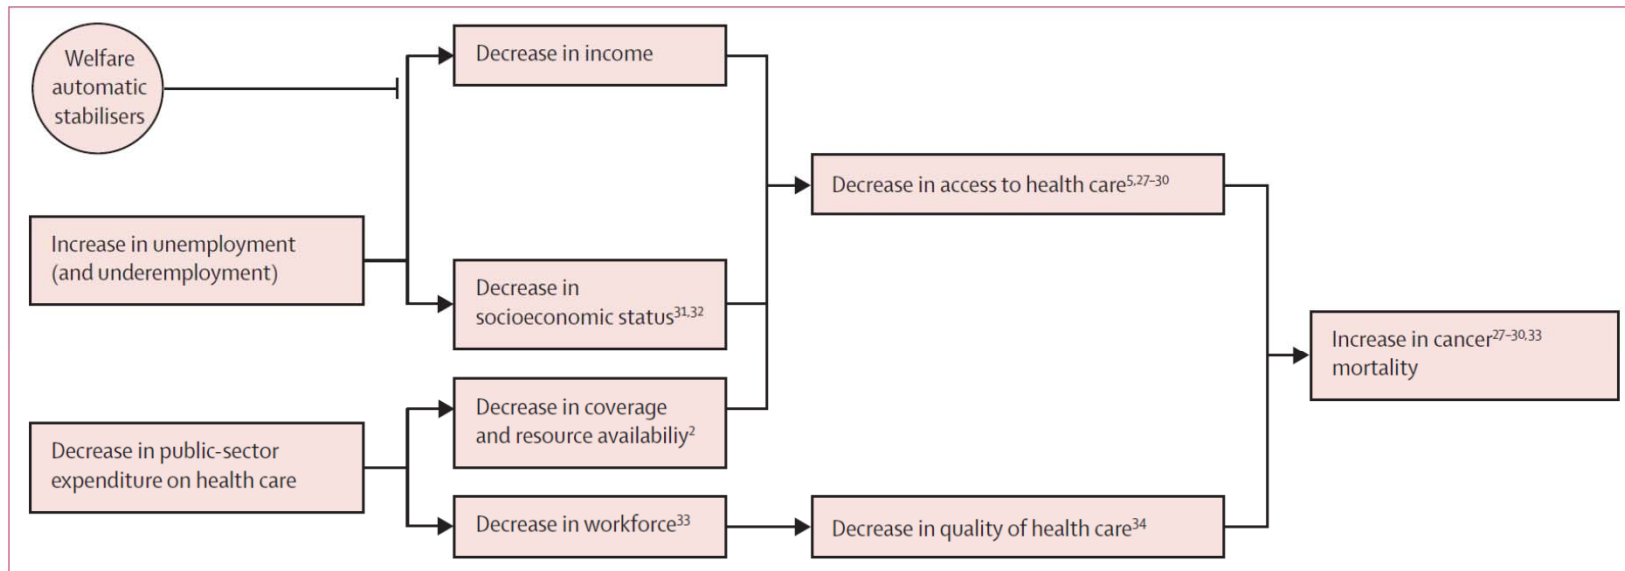 Welfare
automatic
stabilisers
Decrease in income
Decrease in access to health care5,27–30
Increase in unemployment
(and underemployment)
Decrease in
socioeconomic status31,32
Increase in cancer27–30,33
mortality
Decrease in coverage
and resource availabiliy2
Decrease in public-sector
expenditure on health care
Decrease in workforce33
Decrease in quality of health care34